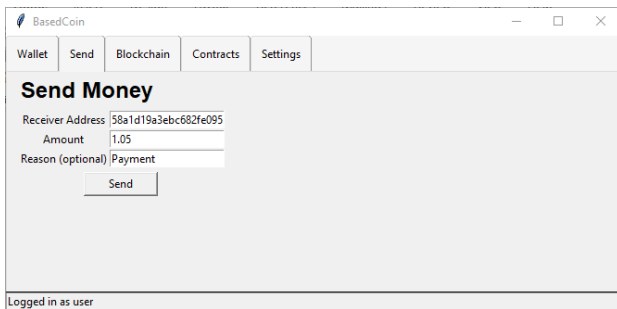 BasedCoin
Wallet Send Blockchain Contracts Settings
Send Money
Receiver Address 58a1d19a3ebc682fe095
Amount 1.05
Reason (optional) Payment
Send
Logged in as user